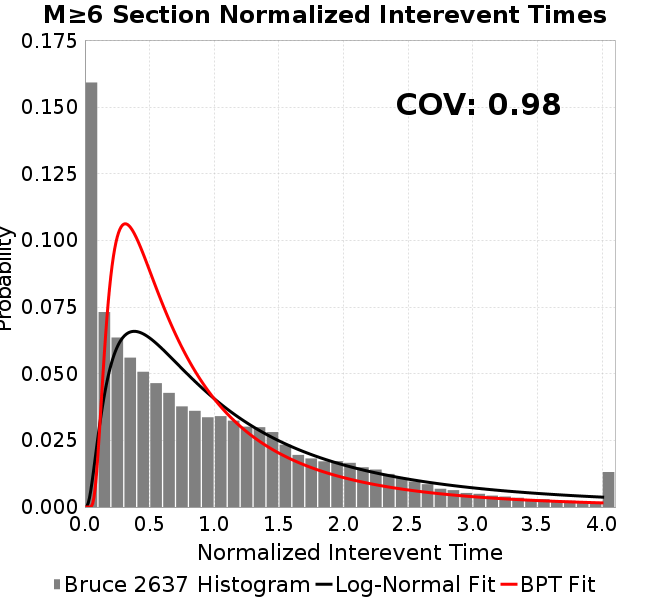 M≥6 Section Normalized Interevent Times
COV: 0.98
Probability
0.175
0.150
0.125
0.100
0.075
0.050
0.025
0.000
0.0 0.5 1.0 1.5 2.0 2.5 3.0 3.5 4.0
Normalized Interevent Time
Bruce 2637 Histogram Log-Normal Fit BPT Fit